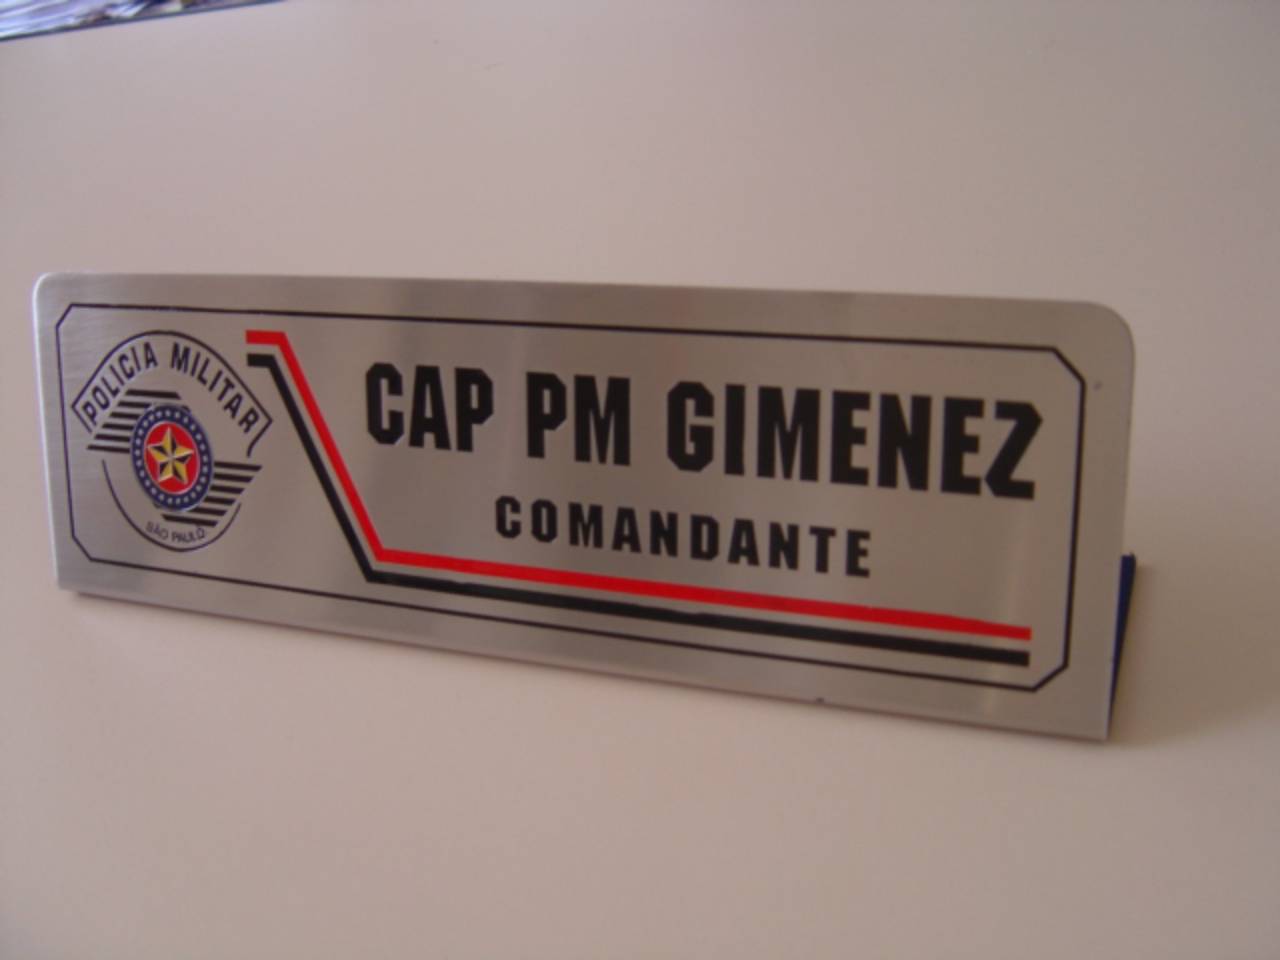 POLICIA MILITAR
SÃO PAULO
CAP PM GIMENEZ
COMANDANTE